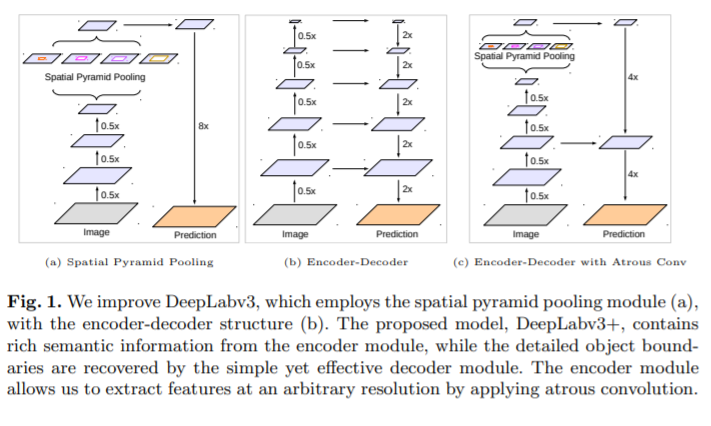 Spatial Pyramid Pooling
0.5x
0.5x
0.5x
8x
Image
Prediction
0.5x
0.5x
0.5x
0.5x
0.5x
2x
2x
2x
2x
2x
Image
Prediction
Spatial Pyramid Pooling
0.5x
0.5x
0.5x
0.5x
4x
4x
Image
Prediction
(a) Spatial Pyramid Pooling
(b) Encoder-Decoder
(c) Encoder-Decoder with Atrous Conv
Fig. 1. We improve DeepLabv3, which employs the spatial pyramid pooling module (a),
with the encoder-decoder structure (b). The proposed model, DeepLabv3+, contains
rich semantic information from the encoder module, while the detailed object bound-
aries are recovered by the simple yet effective decoder module. The encoder module
allows us to extract features at an arbitrary resolution by applying atrous convolution.